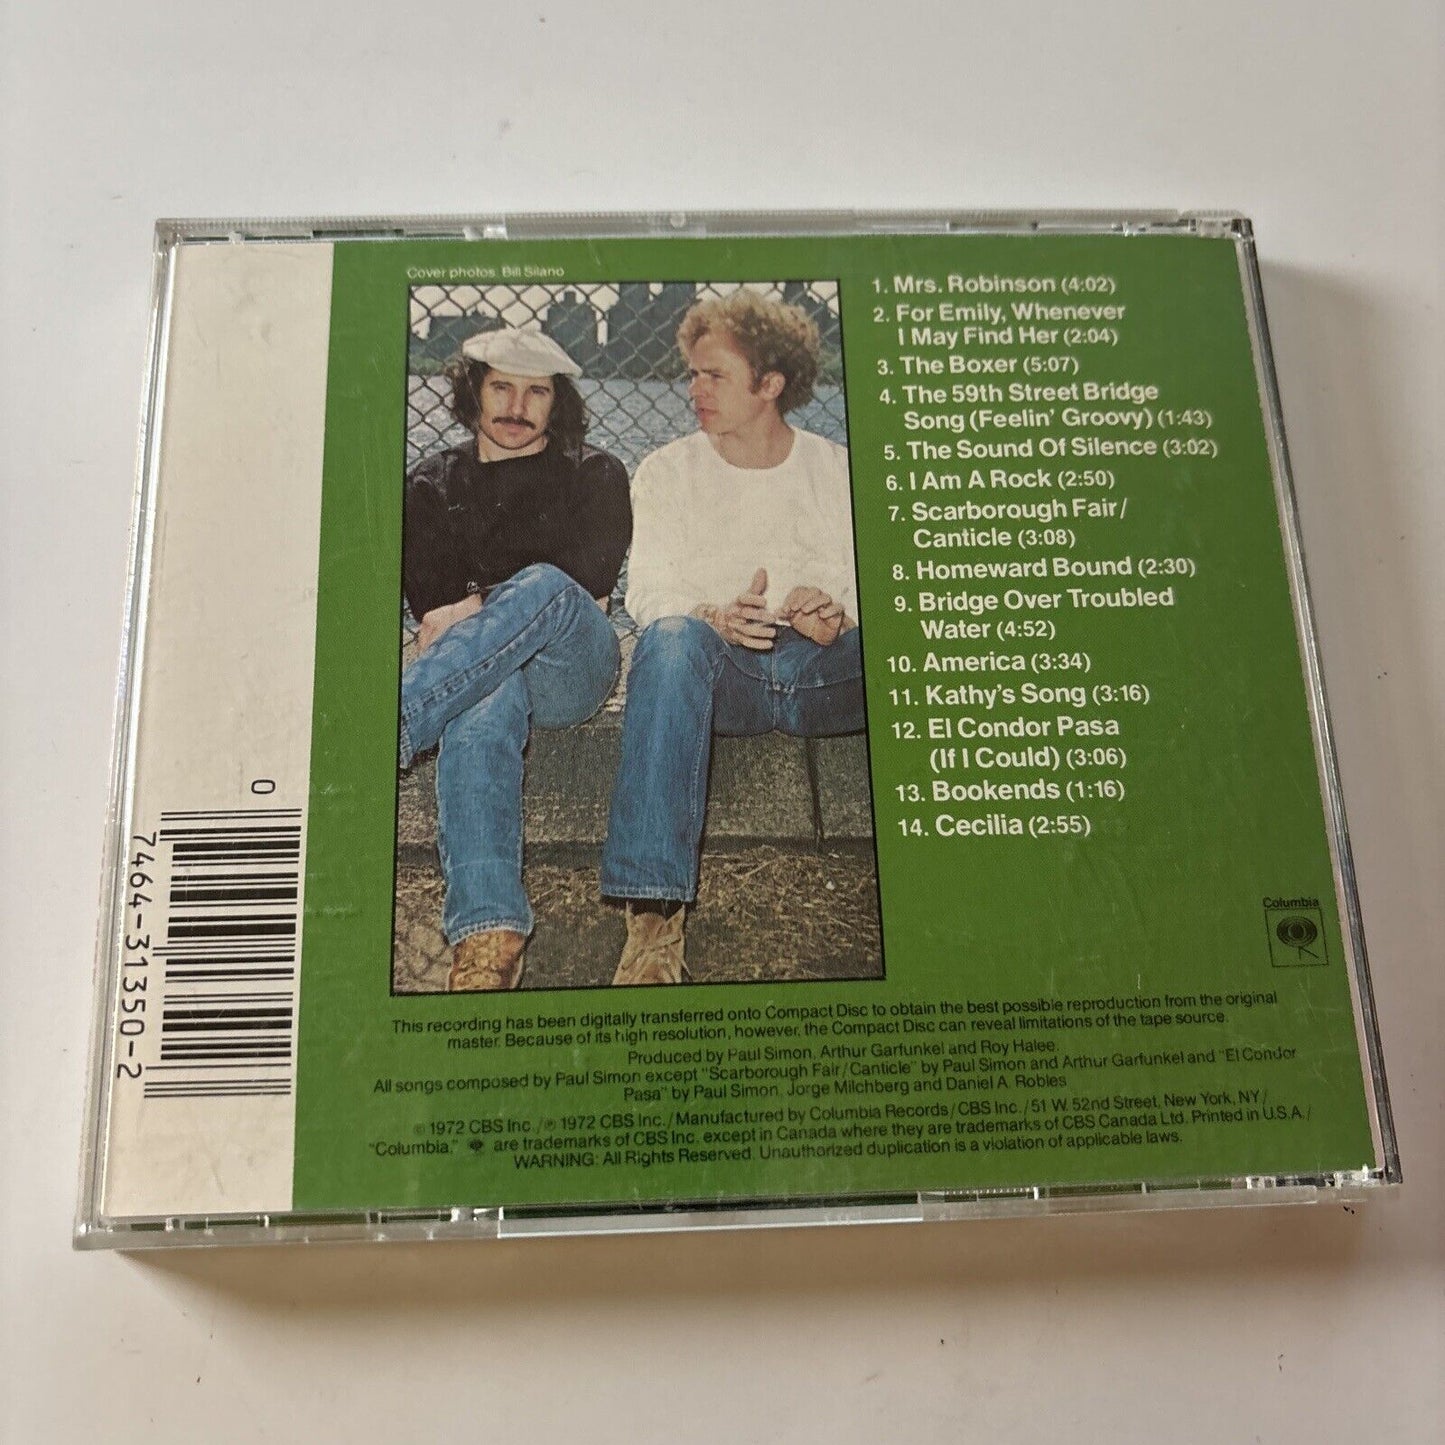 Cover photos: Bill Silano
1. Mrs. Robinson (4:02)
2. For Emily, Whenever
I May Find Her (2:04)
3. The Boxer (5:07)
4. The 59th Street Bridge
Song (Feelin' Groovy) (1:43)
5. The Sound Of Silence (3:02)
6. I Am A Rock (2:50)
7. Scarborough Fair/
Canticle (3:08)
8. Homeward Bound (2:30)
9. Bridge Over Troubled
Water (4:52)
10. America (3:34)
11. Kathy's Song (3:16)
12. El Condor Pasa
(If I Could) (3:06)
13. Bookends (1:16)
14. Cecilia (2:55)
0
7464-31350-2
Columbia
This recording has been digitally transferred onto Compact Disc to obtain the best possible reproduction from the original
master. Because of its high resolution, however, the Compact Disc can reveal limitations of the tape source.
Produced by Paul Simon, Arthur Garfunkel and Roy Halee.
All songs composed by Paul Simon except "Scarborough Fair/Canticle" by Paul Simon and Arthur Garfunkel and "El Condor
Pasa" by Paul Simon, Jorge Milchberg and Daniel A. Robles
© 1972 CBS Inc./℗ 1972 CBS Inc./Manufactured by Columbia Records/CBS Inc./51 W. 52nd Street, New York, NY/
"Columbia," are trademarks of CBS Inc. except in Canada where they are trademarks of CBS Canada Ltd. Printed in U.S.A./
WARNING: All Rights Reserved. Unauthorized duplication is a violation of applicable laws.